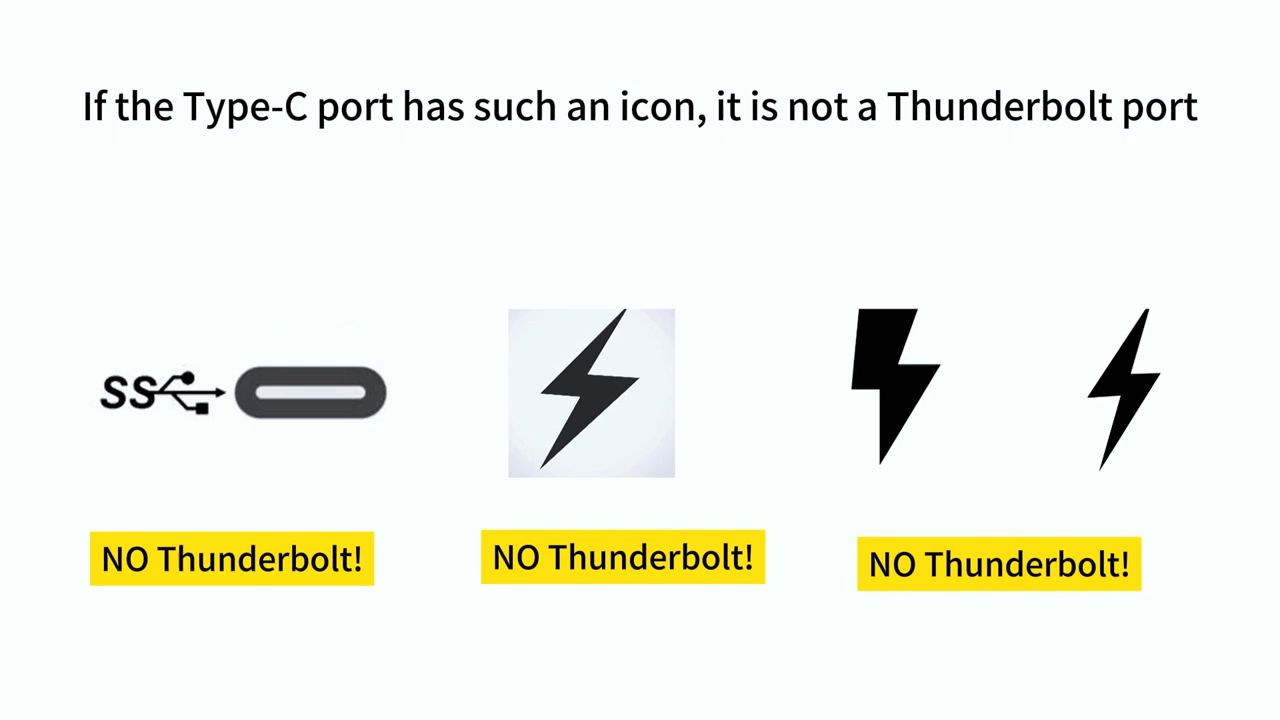 If the Type-C port has such an icon, it is not a Thunderbolt port
SS
NO Thunderbolt!
NO Thunderbolt!
NO Thunderbolt!